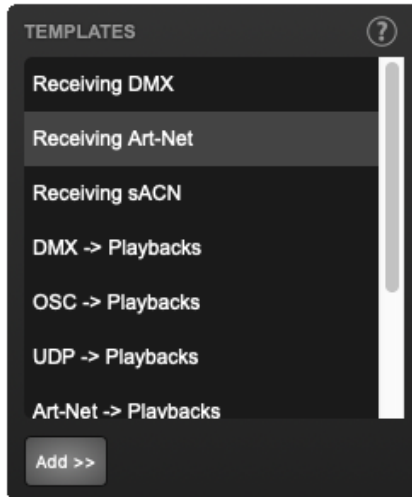 TEMPLATES ?
Receiving DMX
Receiving Art-Net
Receiving sACN
DMX -> Playbacks
OSC -> Playbacks
UDP -> Playbacks
Art-Net -> Playbacks
Add >>